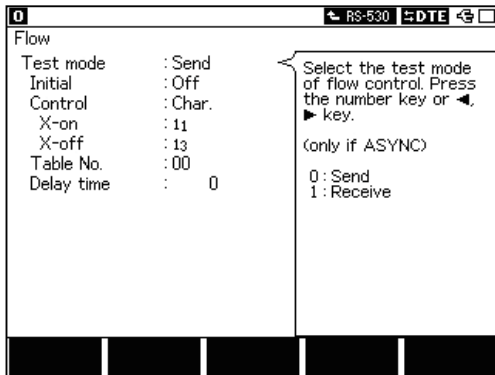 0 RS-530 DTE
Flow
Test mode : Send
Initial : Off
Control : Char.
X-on : 11
X-off : 13
Table No. : 00
Delay time : 0
Select the test mode
of flow control. Press
the number key or ◄,
► key.
(only if ASYNC)
0 : Send
1 : Receive